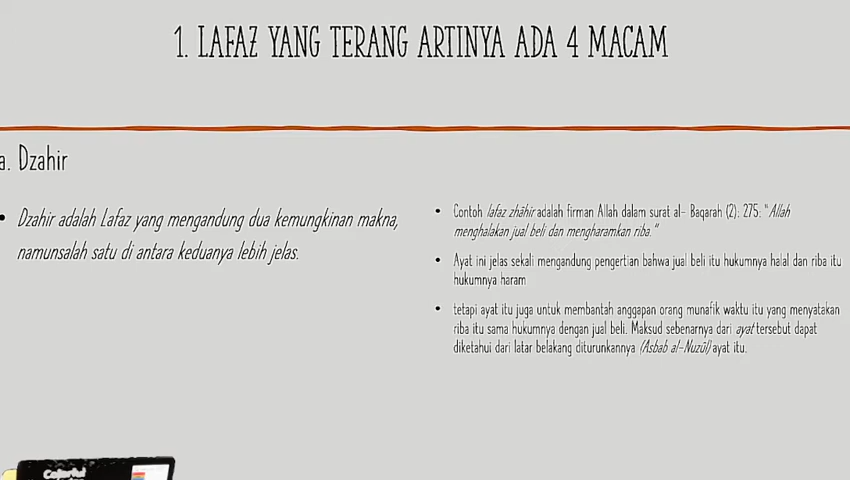 1. LAFAZ YANG TERANG ARTINYA ADA 4 MACAM
a. Dzahir
• Dzahir adalah Lafaz yang mengandung dua kemungkinan makna,
namunsalah satu di antara keduanya lebih jelas.
• Contoh lafaz zhāhir adalah firman Allah dalam surat al- Baqarah (2): 275: "Allah
menghalakan jual beli dan mengharamkan riba."
• Ayat ini jelas sekali mengandung pengertian bahwa jual beli itu hukumnya halal dan riba itu
hukumnya haram
• tetapi ayat itu juga untuk membantah anggapan orang munafik waktu itu yang menyatakan
riba itu sama hukumnya dengan jual beli. Maksud sebenarnya dari ayat tersebut dapat
diketahui dari latar belakang diturunkannya (Asbab al-Nuzūl) ayat itu.
Colorful